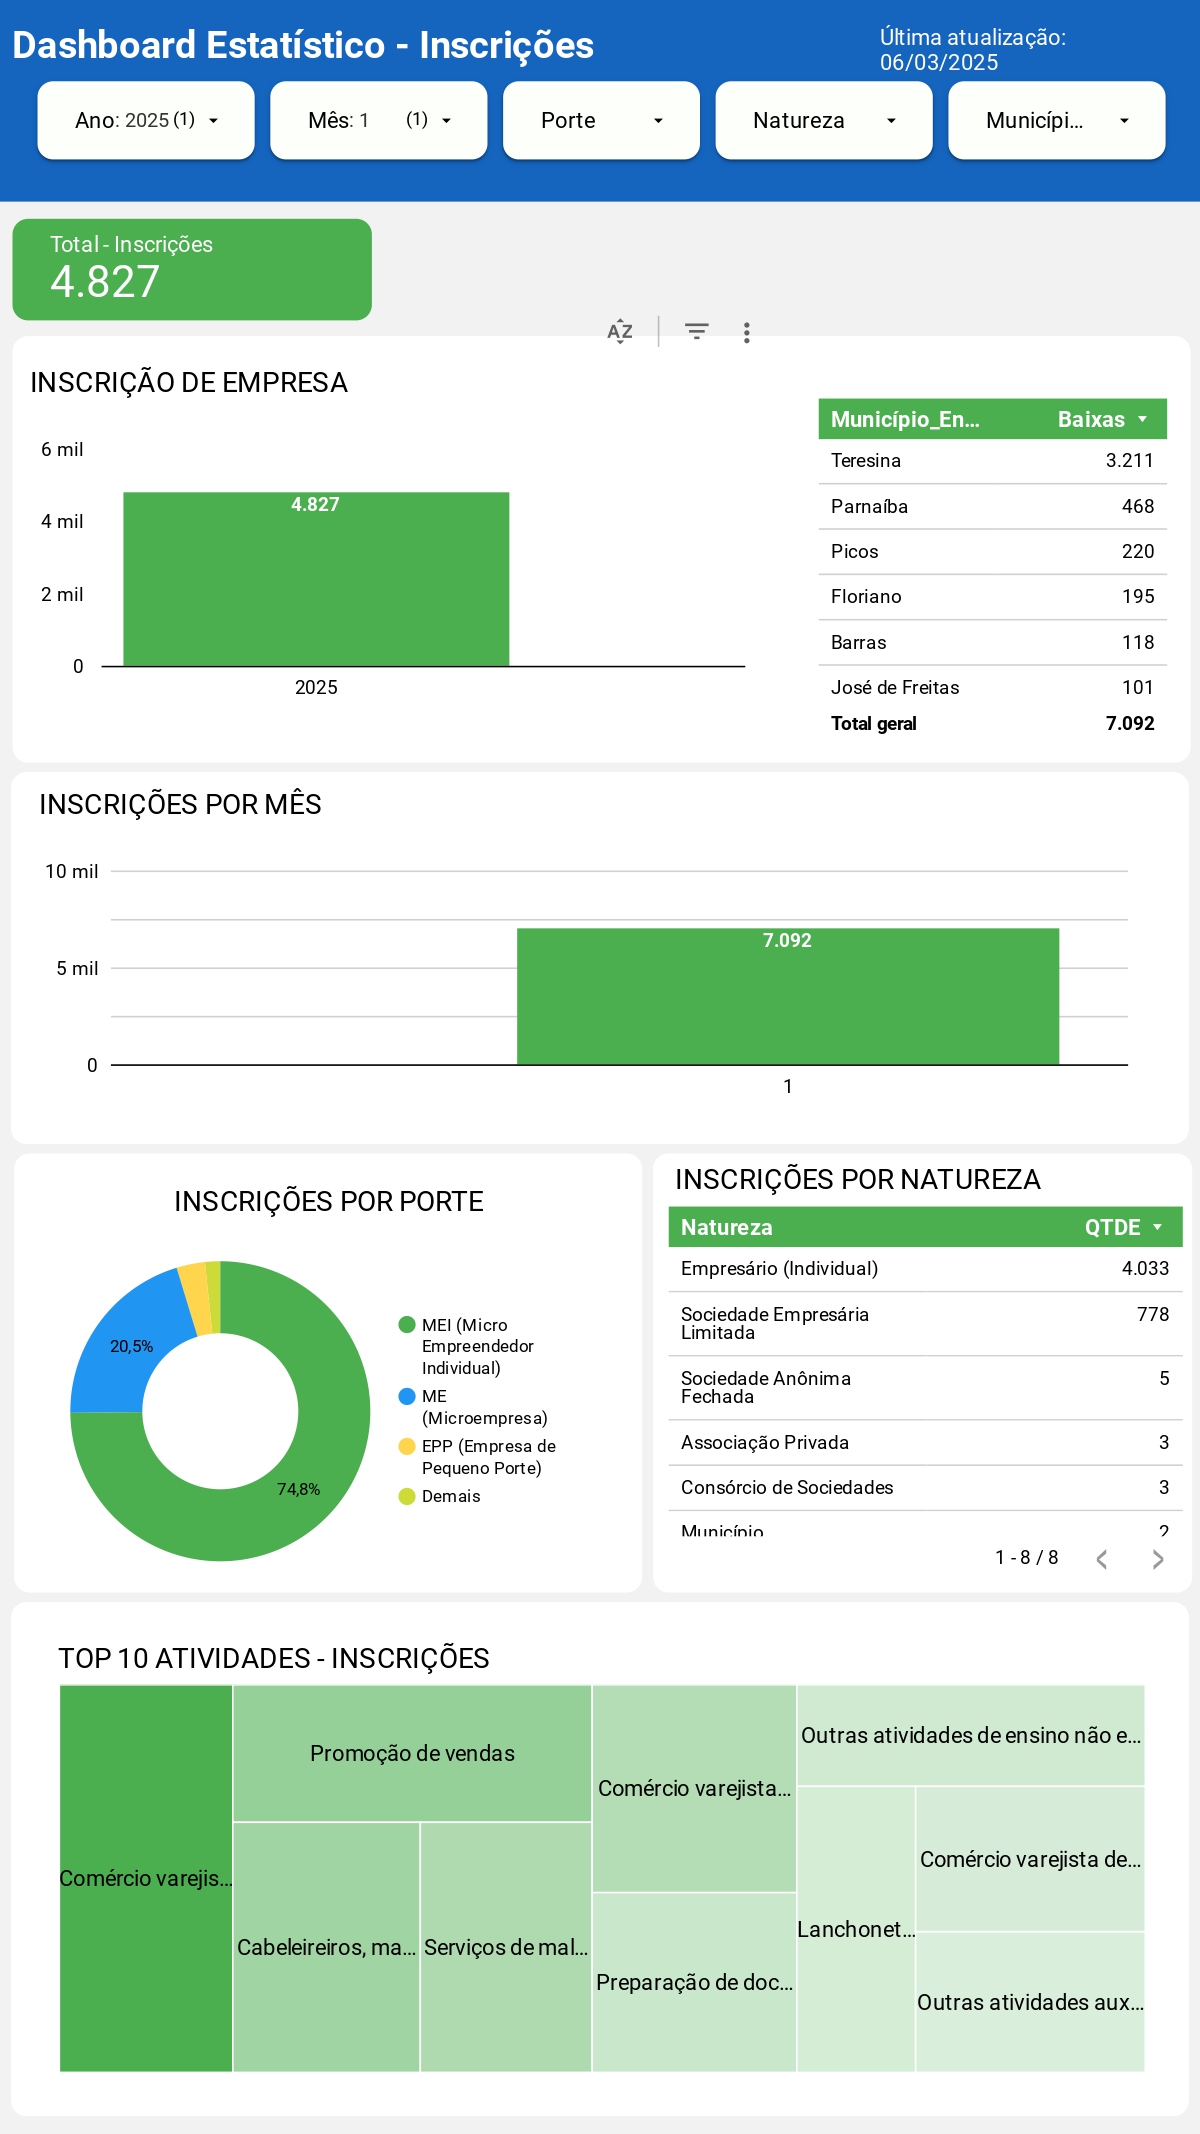 Dashboard Estatístico - Inscrições
Última atualização:
06/03/2025
Ano: 2025 (1)
Mês: 1 (1)
Porte
Natureza
Municípi...
Total - Inscrições
4.827
AZ
INSCRIÇÃO DE EMPRESA
6 mil
4 mil
2 mil
0
4.827
2025
Município_En... Baixas
Teresina 3.211
Parnaíba 468
Picos 220
Floriano 195
Barras 118
José de Freitas 101
Total geral 7.092
INSCRIÇÕES POR MÊS
10 mil
5 mil
0
7.092
1
INSCRIÇÕES POR PORTE
20,5%
74,8%
MEI (Micro
Empreendedor
Individual)
ME
(Microempresa)
EPP (Empresa de
Pequeno Porte)
Demais
INSCRIÇÕES POR NATUREZA
Natureza QTDE
Empresário (Individual) 4.033
Sociedade Empresária 778
Limitada
Sociedade Anônima 5
Fechada
Associação Privada 3
Consórcio de Sociedades 3
Município 2
1 - 8 / 8
TOP 10 ATIVIDADES - INSCRIÇÕES
Comércio varejis...
Promoção de vendas
Cabeleireiros, ma...
Serviços de mal...
Comércio varejista...
Preparação de doc...
Outras atividades de ensino não e...
Lanchonet...
Comércio varejista de...
Outras atividades aux...